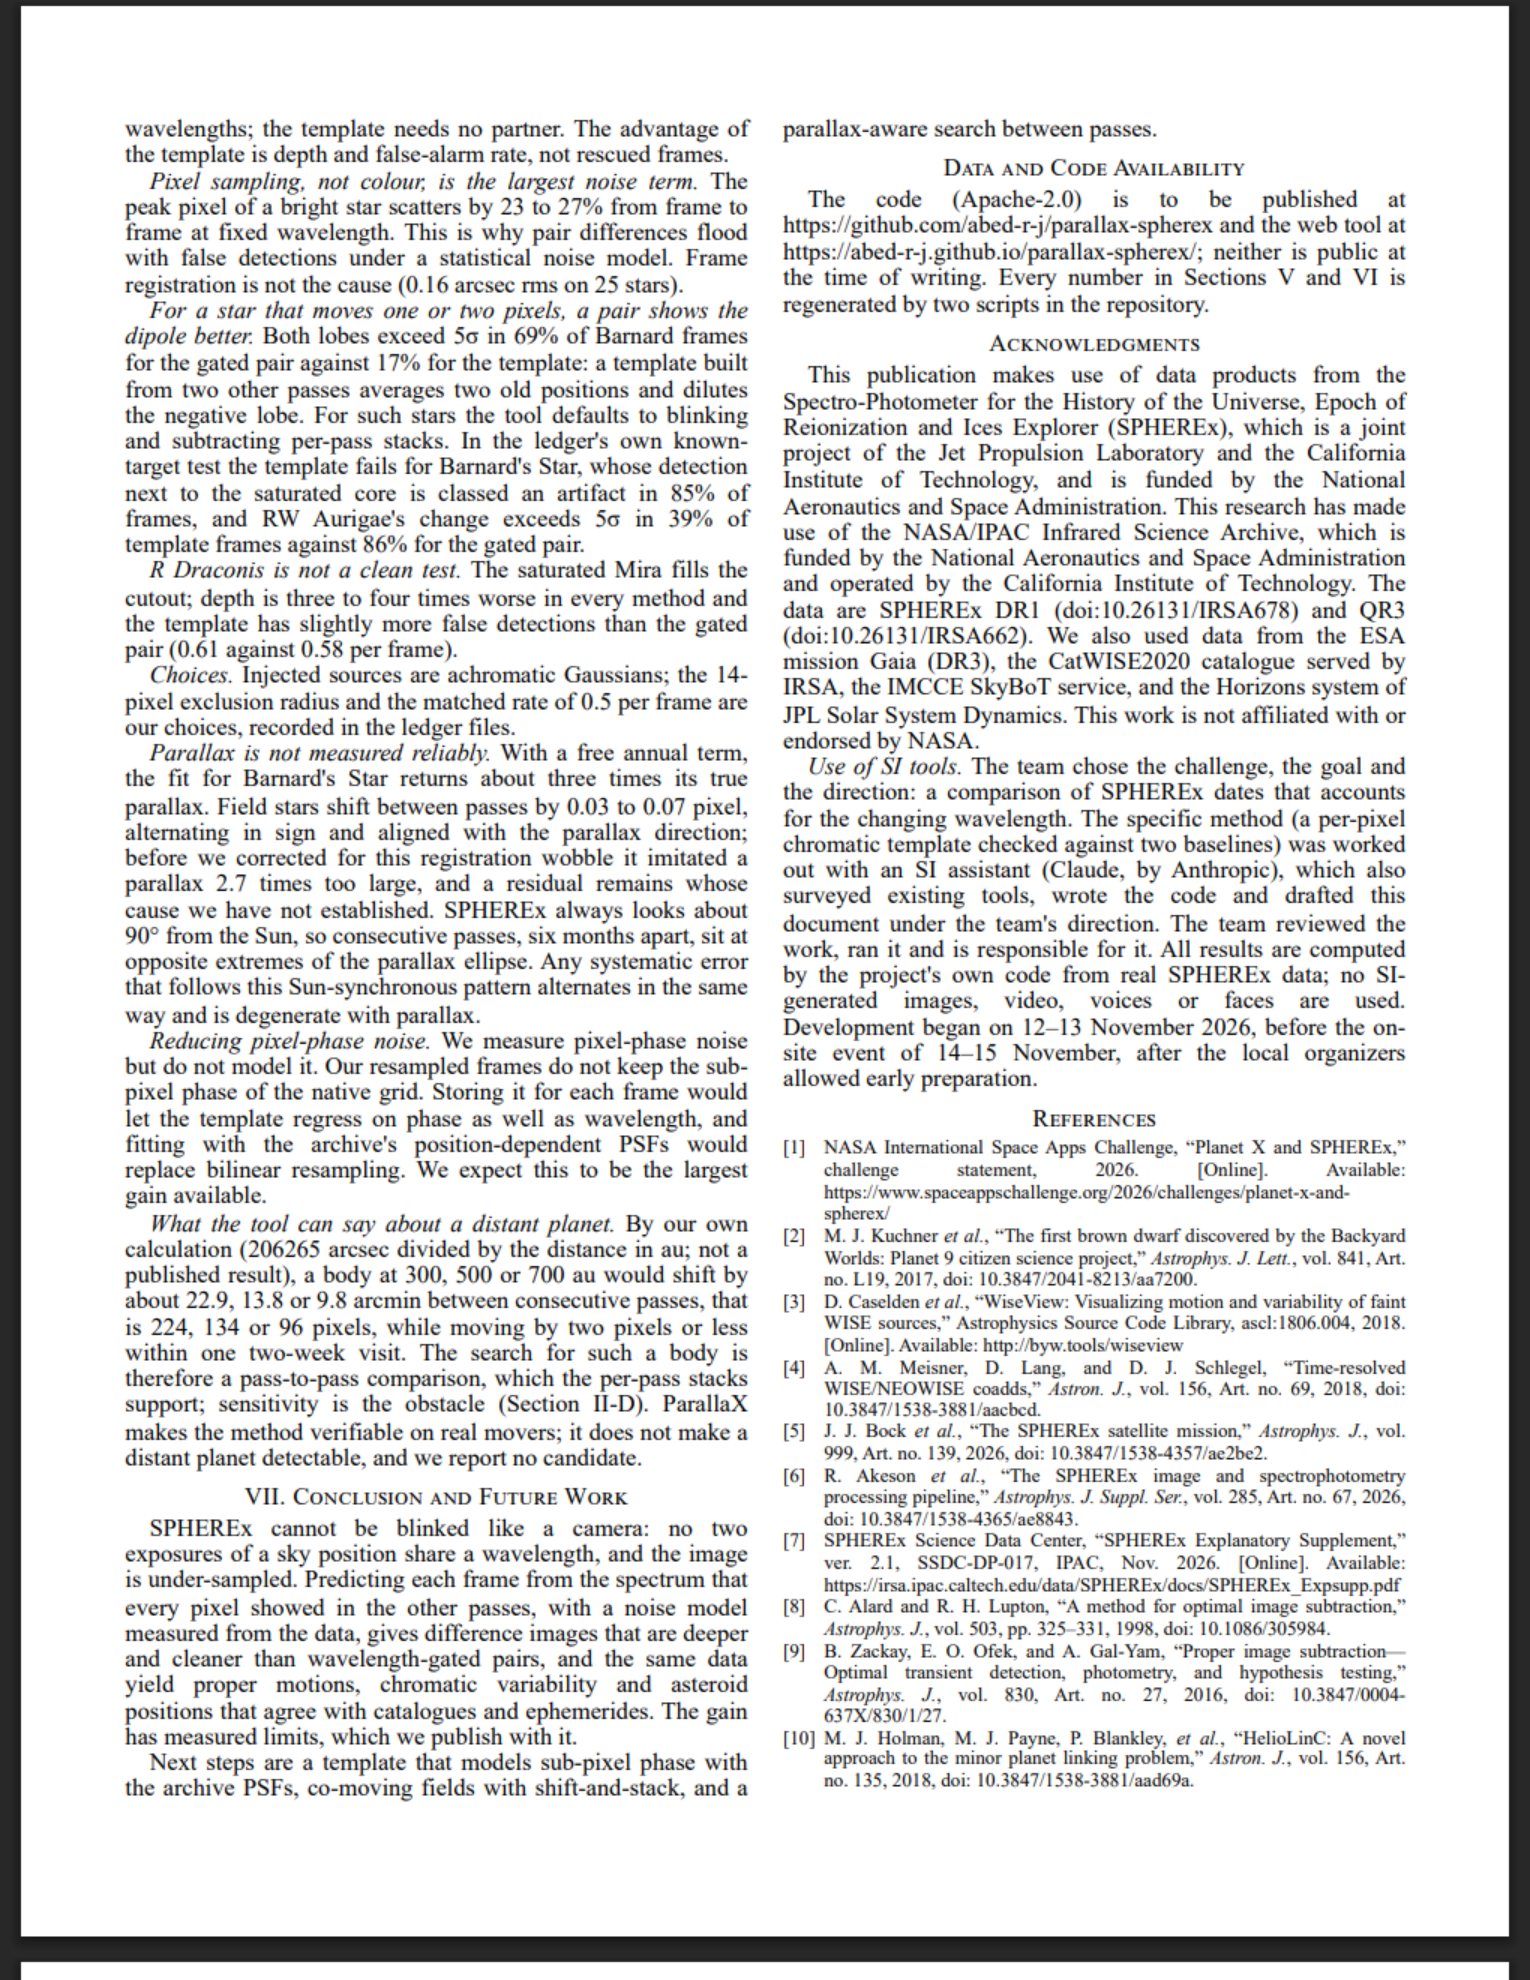 wavelengths; the template needs no partner. The advantage of
the template is depth and false-alarm rate, not rescued frames.
Pixel sampling, not colour, is the largest noise term. The
peak pixel of a bright star scatters by 23 to 27% from frame to
frame at fixed wavelength. This is why pair differences flood
with false detections under a statistical noise model. Frame
registration is not the cause (0.16 arcsec rms on 25 stars).
For a star that moves one or two pixels, a pair shows the
dipole better. Both lobes exceed 5σ in 69% of Barnard frames
for the gated pair against 17% for the template: a template built
from two other passes averages two old positions and dilutes
the negative lobe. For such stars the tool defaults to blinking
and subtracting per-pass stacks. In the ledger's own known-
target test the template fails for Barnard's Star, whose detection
next to the saturated core is classed an artifact in 85% of
frames, and RW Aurigae's change exceeds 5σ in 39% of
template frames against 86% for the gated pair.
R Draconis is not a clean test. The saturated Mira fills the
cutout; depth is three to four times worse in every method and
the template has slightly more false detections than the gated
pair (0.61 against 0.58 per frame).
Choices. Injected sources are achromatic Gaussians; the 14-
pixel exclusion radius and the matched rate of 0.5 per frame are
our choices, recorded in the ledger files.
Parallax is not measured reliably. With a free annual term,
the fit for Barnard's Star returns about three times its true
parallax. Field stars shift between passes by 0.03 to 0.07 pixel,
alternating in sign and aligned with the parallax direction;
before we corrected for this registration wobble it imitated a
parallax 2.7 times too large, and a residual remains whose
cause we have not established. SPHEREx always looks about
90° from the Sun, so consecutive passes, six months apart, sit at
opposite extremes of the parallax ellipse. Any systematic error
that follows this Sun-synchronous pattern alternates in the same
way and is degenerate with parallax.
Reducing pixel-phase noise. We measure pixel-phase noise
but do not model it. Our resampled frames do not keep the sub-
pixel phase of the native grid. Storing it for each frame would
let the template regress on phase as well as wavelength, and
fitting with the archive's position-dependent PSFs would
replace bilinear resampling. We expect this to be the largest
gain available.
What the tool can say about a distant planet. By our own
calculation (206265 arcsec divided by the distance in au; not a
published result), a body at 300, 500 or 700 au would shift by
about 22.9, 13.8 or 9.8 arcmin between consecutive passes, that
is 224, 134 or 96 pixels, while moving by two pixels or less
within one two-week visit. The search for such a body is
therefore a pass-to-pass comparison, which the per-pass stacks
support; sensitivity is the obstacle (Section II-D). ParallaX
makes the method verifiable on real movers; it does not make a
distant planet detectable, and we report no candidate.
VII. CONCLUSION AND FUTURE WORK
SPHEREx cannot be blinked like a camera: no two
exposures of a sky position share a wavelength, and the image
is under-sampled. Predicting each frame from the spectrum that
every pixel showed in the other passes, with a noise model
measured from the data, gives difference images that are deeper
and cleaner than wavelength-gated pairs, and the same data
yield proper motions, chromatic variability and asteroid
positions that agree with catalogues and ephemerides. The gain
has measured limits, which we publish with it.
Next steps are a template that models sub-pixel phase with
the archive PSFs, co-moving fields with shift-and-stack, and a
parallax-aware search between passes.
DATA AND CODE AVAILABILITY
The code (Apache-2.0) is to be published at
https://github.com/abed-r-j/parallax-spherex and the web tool at
https://abed-r-j.github.io/parallax-spherex/; neither is public at
the time of writing. Every number in Sections V and VI is
regenerated by two scripts in the repository.
ACKNOWLEDGMENTS
This publication makes use of data products from the
Spectro-Photometer for the History of the Universe, Epoch of
Reionization and Ices Explorer (SPHEREx), which is a joint
project of the Jet Propulsion Laboratory and the California
Institute of Technology, and is funded by the National
Aeronautics and Space Administration. This research has made
use of the NASA/IPAC Infrared Science Archive, which is
funded by the National Aeronautics and Space Administration
and operated by the California Institute of Technology. The
data are SPHEREx DR1 (doi:10.26131/IRSA678) and QR3
(doi:10.26131/IRSA662). We also used data from the ESA
mission Gaia (DR3), the CatWISE2020 catalogue served by
IRSA, the IMCCE SkyBoT service, and the Horizons system of
JPL Solar System Dynamics. This work is not affiliated with or
endorsed by NASA.
Use of SI tools. The team chose the challenge, the goal and
the direction: a comparison of SPHEREx dates that accounts
for the changing wavelength. The specific method (a per-pixel
chromatic template checked against two baselines) was worked
out with an SI assistant (Claude, by Anthropic), which also
surveyed existing tools, wrote the code and drafted this
document under the team's direction. The team reviewed the
work, ran it and is responsible for it. All results are computed
by the project's own code from real SPHEREx data; no SI-
generated images, video, voices or faces are used.
Development began on 12–13 November 2026, before the on-
site event of 14–15 November, after the local organizers
allowed early preparation.
REFERENCES
[1] NASA International Space Apps Challenge, “Planet X and SPHEREx,”
challenge statement, 2026. [Online]. Available:
https://www.spaceappschallenge.org/2026/challenges/planet-x-and-
spherex/
[2] M. J. Kuchner et al., “The first brown dwarf discovered by the Backyard
Worlds: Planet 9 citizen science project,” Astrophys. J. Lett., vol. 841, Art.
no. L19, 2017, doi: 10.3847/2041-8213/aa7200.
[3] D. Caselden et al., “WiseView: Visualizing motion and variability of faint
WISE sources,” Astrophysics Source Code Library, ascl:1806.004, 2018.
[Online]. Available: http://byw.tools/wiseview
[4] A. M. Meisner, D. Lang, and D. J. Schlegel, “Time-resolved
WISE/NEOWISE coadds,” Astron. J., vol. 156, Art. no. 69, 2018, doi:
10.3847/1538-3881/aacbcd.
[5] J. J. Bock et al., “The SPHEREx satellite mission,” Astrophys. J., vol.
999, Art. no. 139, 2026, doi: 10.3847/1538-4357/ae2be2.
[6] R. Akeson et al., “The SPHEREx image and spectrophotometry
processing pipeline,” Astrophys. J. Suppl. Ser., vol. 285, Art. no. 67, 2026,
doi: 10.3847/1538-4365/ae8843.
[7] SPHEREx Science Data Center, “SPHEREx Explanatory Supplement,”
ver. 2.1, SSDC-DP-017, IPAC, Nov. 2026. [Online]. Available:
https://irsa.ipac.caltech.edu/data/SPHEREx/docs/SPHEREx_Expsupp.pdf
[8] C. Alard and R. H. Lupton, “A method for optimal image subtraction,”
Astrophys. J., vol. 503, pp. 325–331, 1998, doi: 10.1086/305984.
[9] B. Zackay, E. O. Ofek, and A. Gal-Yam, “Proper image subtraction—
Optimal transient detection, photometry, and hypothesis testing,”
Astrophys. J., vol. 830, Art. no. 27, 2016, doi: 10.3847/0004-
637X/830/1/27.
[10] M. J. Holman, M. J. Payne, P. Blankley, et al., “HelioLinC: A novel
approach to the minor planet linking problem,” Astron. J., vol. 156, Art.
no. 135, 2018, doi: 10.3847/1538-3881/aad69a.